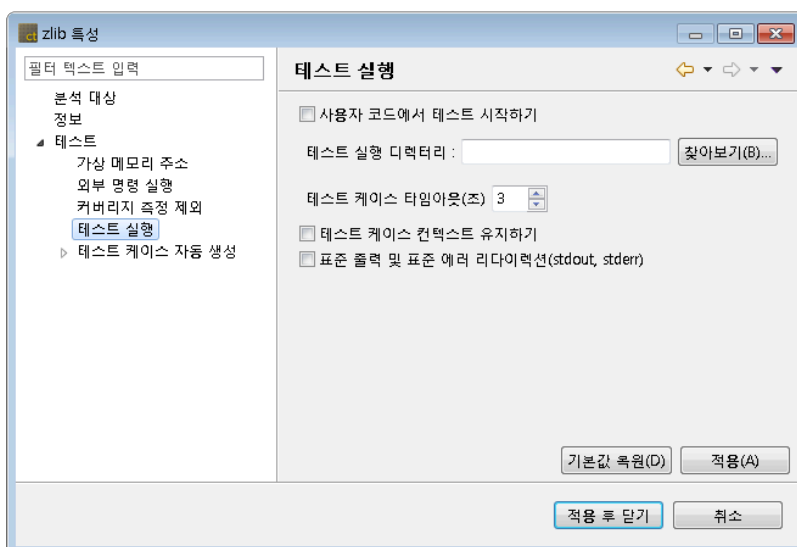 zlib 특성
필터 텍스트 입력
분석 대상
정보
테스트
가상 메모리 주소
외부 명령 실행
커버리지 측정 제외
테스트 실행
테스트 케이스 자동 생성
테스트 실행
사용자 코드에서 테스트 시작하기
테스트 실행 디렉터리 :
찾아보기(B)...
테스트 케이스 타임아웃(초) 3
테스트 케이스 컨텍스트 유지하기
표준 출력 및 표준 에러 리다이렉션(stdout, stderr)
기본값 복원(D) 적용(A)
적용 후 닫기 취소